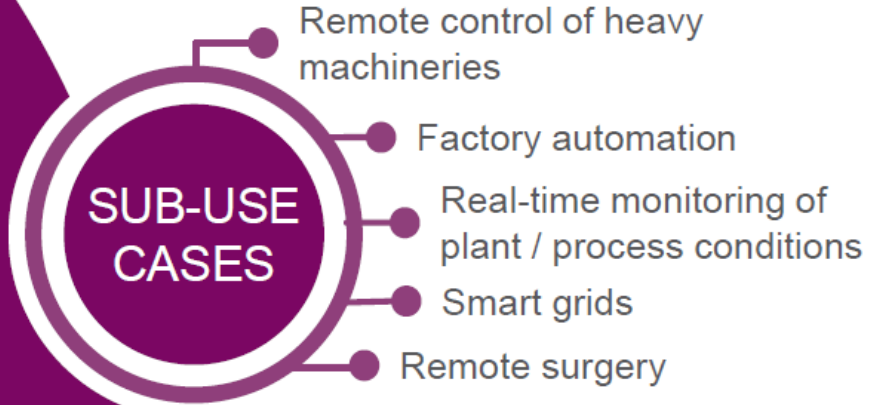 Remote control of heavy
machineries
Factory automation
SUB-USE
CASES
Real-time monitoring of
plant / process conditions
Smart grids
Remote surgery